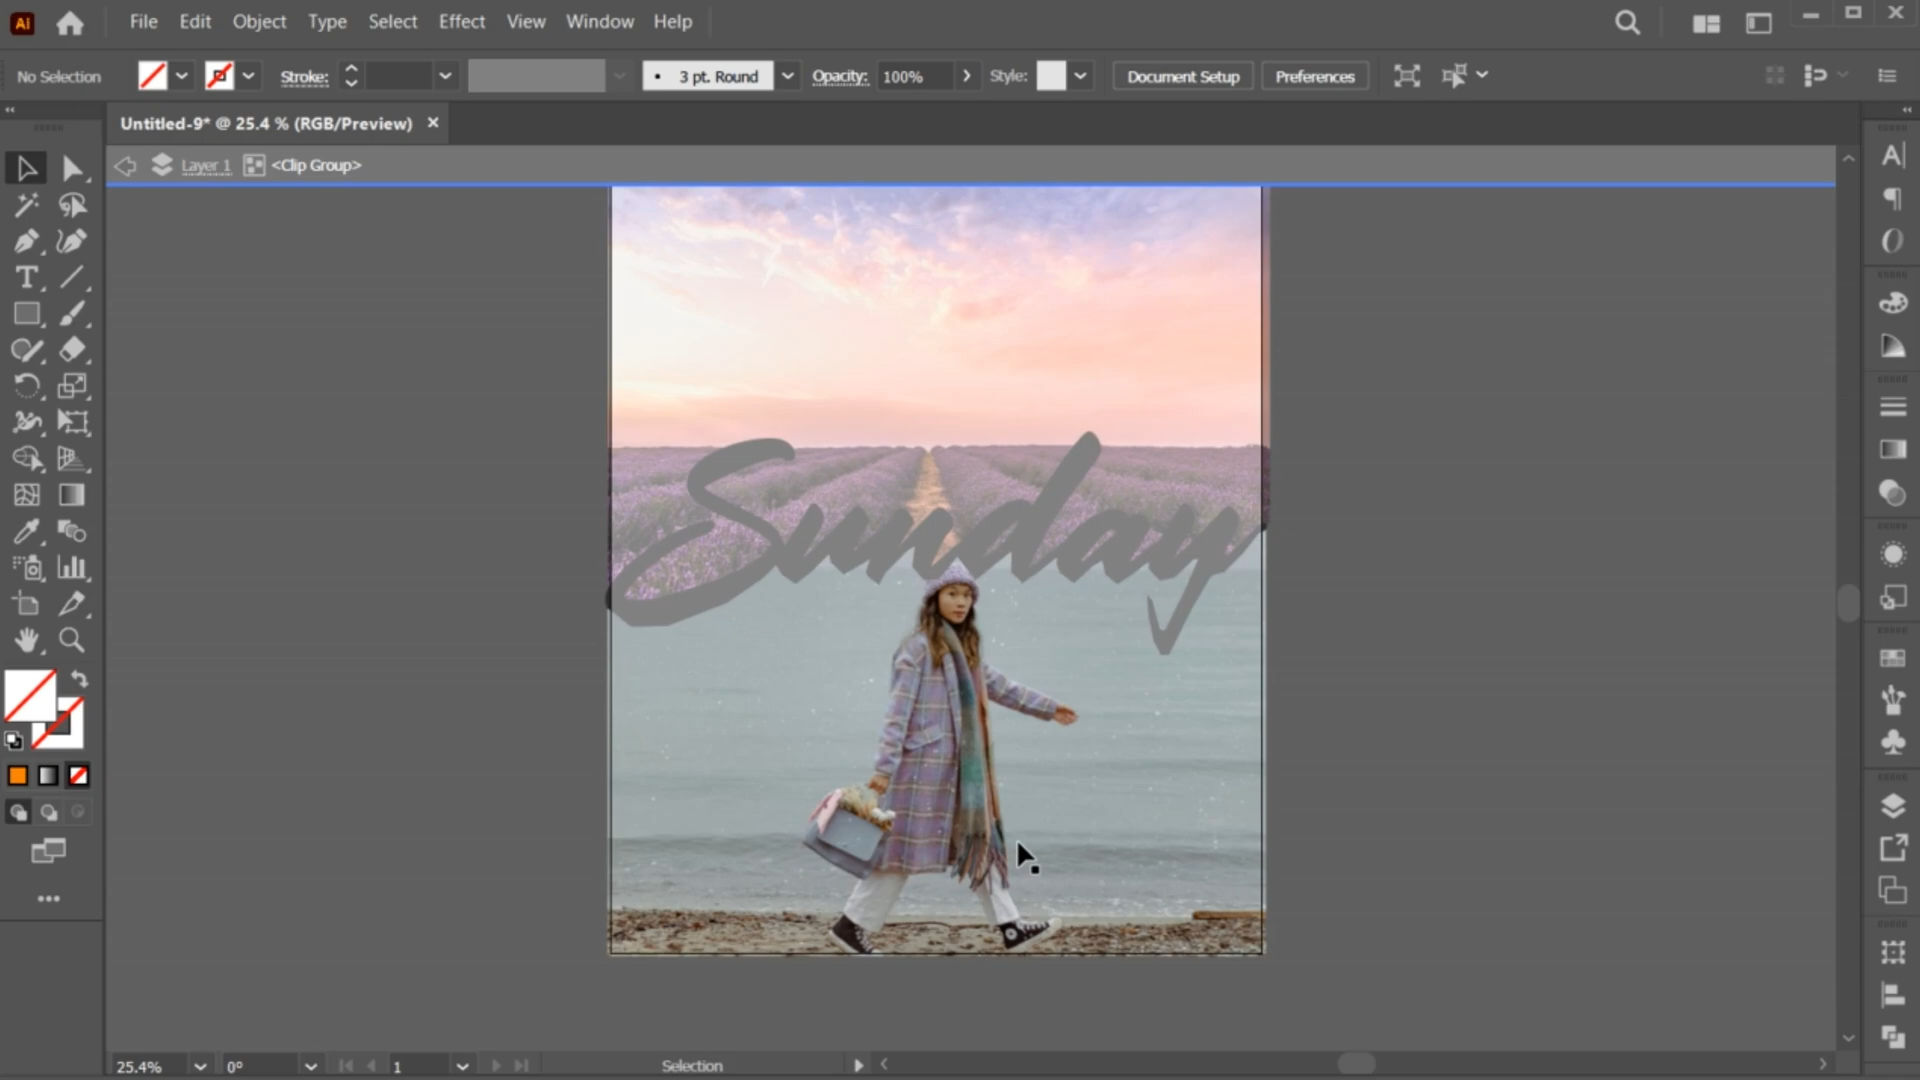 Ai File Edit Object Type Select Effect View Window Help
No Selection Stroke: 3 pt. Round Opacity: 100% Style: Document Setup Preferences
Untitled-9* @ 25.4 % (RGB/Preview)
Layer 1 <Clip Group>
Sunday
25.4% 0° 1 Selection